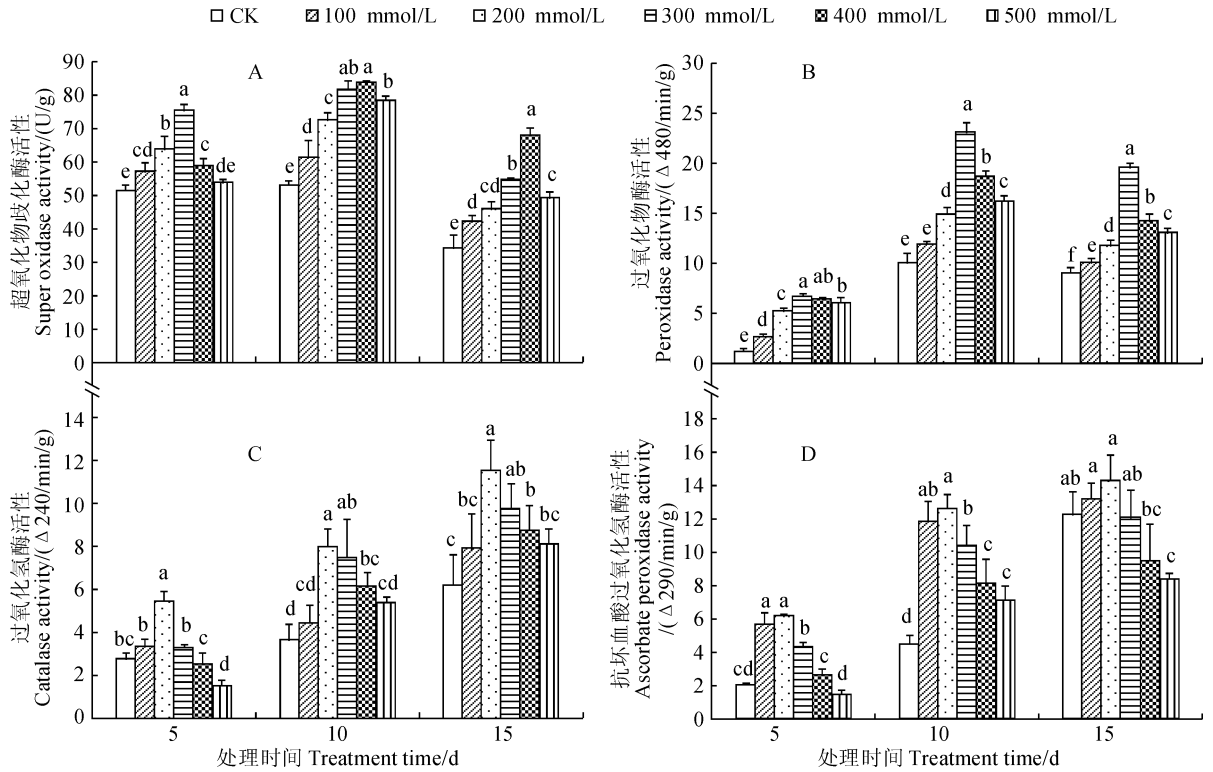 CK 100 mmol/L 200 mmol/L 300 mmol/L 400 mmol/L 500 mmol/L
超氧化物歧化酶活性
Super oxidase activity/(U/g)
90
80
70
60
50
40
30
20
10
0
A
e cd b a c de
e d c ab a b
e d cd b a c
过氧化物酶活性
Peroxidase activity/(Δ480/min/g)
30
25
20
15
10
5
0
B
e d c a ab b
e e d a b c
f e d a b c
过氧化氢酶活性
Catalase activity/(Δ240/min/g)
14
12
10
8
6
4
2
0
C
bc b a b c d
d cd a ab bc cd
c bc a ab b bc
5 10 15
处理时间 Treatment time/d
抗坏血酸过氧化氢酶活性
Ascorbate peroxidase activity
/(Δ290/min/g)
18
16
14
12
10
8
6
4
2
0
D
cd a a b c d
d ab a b c c
ab a a ab bc c
5 10 15
处理时间 Treatment time/d